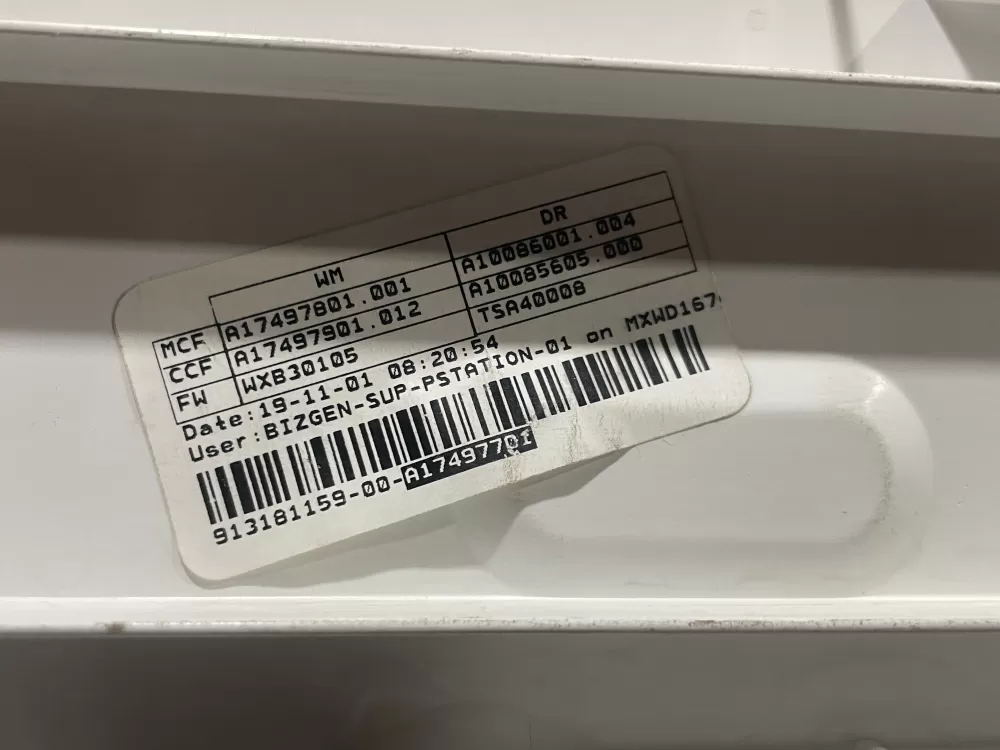 WM DR
MCF A17497801.001 A10086001.004
CCF A17497901.012 A10085605.000
FW WXB30105 TSA40008
Date:19-11-01 08:20:54
User:BIZGEN-SUP-PSTATION-01 on MXWD167
913181159-00-A17497701